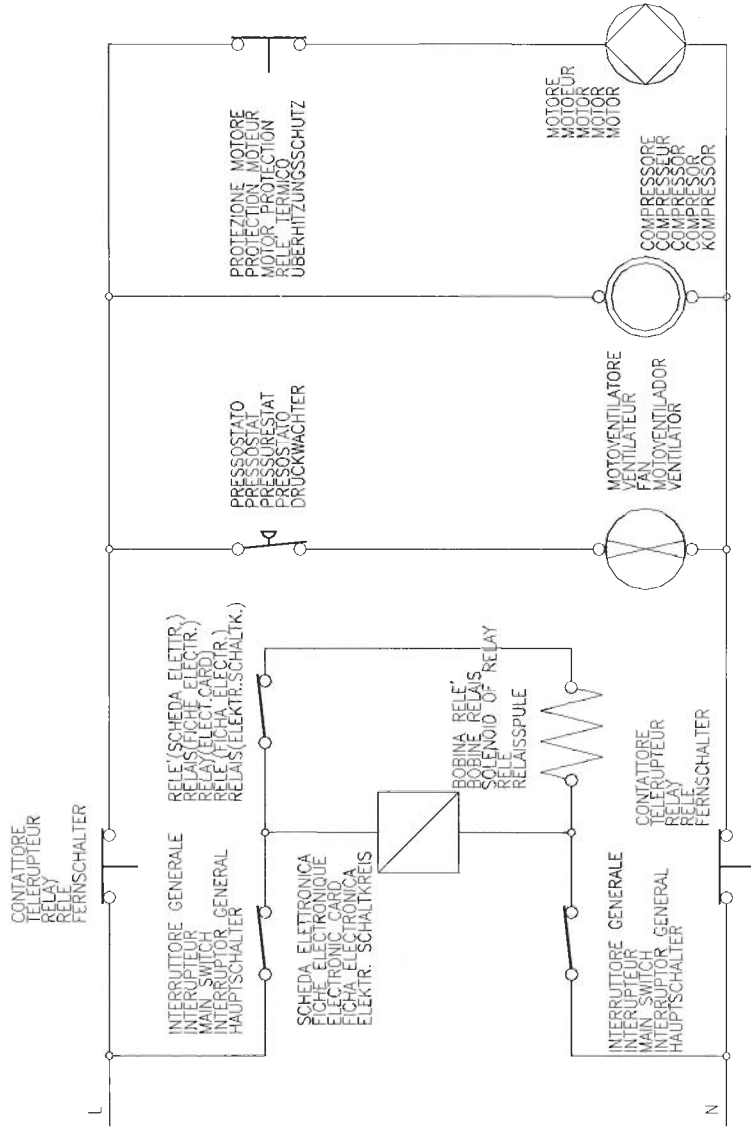 L
CONTATTORE
TELERUPTEUR
RELAY
RELE
FERNSCHALTER
INTERRUTTORE GENERALE
INTERUPTEUR
MAIN SWITCH
INTERRUPTOR GENERAL
HAUPTSCHALTER
RELE'(SCHEDA ELETTR.)
RELAIS(FICHE ELECTR.)
RELAY(ELECT.CARD)
RELE'(FICHA ELECTR.)
RELAIS(ELEKTR.SCHALTK.)
PRESSOSTATO
PRESSOSTAT
PRESSURESTAT
PRESOSTATO
DRUCKWACHTER
PROTEZIONE MOTORE
PROTECTION MOTEUR
MOTOR PROTECTION
RELE' TERMICO
ÜBERHITZUNGSSCHUTZ
SCHEDA ELETTRONICA
FICHE ELECTRONIQUE
ELECTRONIC CARD
FICHA ELECTRONICA
ELEKTR. SCHALTKREIS
BOBINA RELE'
BOBINE RELAIS
SOLENOID OF RELAY
RELE
RELAISSPULE
INTERRUTTORE GENERALE
INTERUPTEUR
MAIN SWITCH
INTERRUPTOR GENERAL
HAUPTSCHALTER
CONTATTORE
TELERUPTEUR
RELAY
RELE
FERNSCHALTER
MOTOVENTILATORE
VENTILATEUR
FAN
MOTOVENTILADOR
VENTILATOR
COMPRESSORE
COMPRESSEUR
COMPRESSOR
COMPRESOR
KOMPRESSOR
MOTORE
MOTOEUR
MOTOR
MOTOR
MOTOR
N